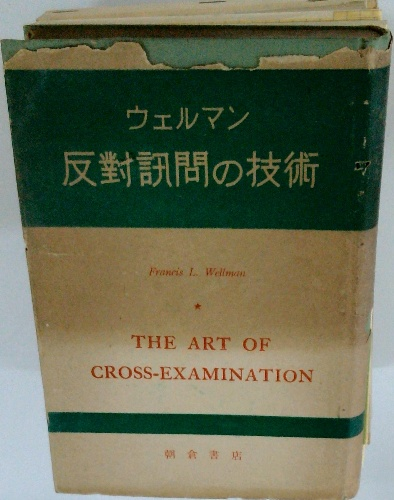 ウェルマン
反對訊問の技術
Francis L. Wellman
★
THE ART OF
CROSS-EXAMINATION
朝倉書店